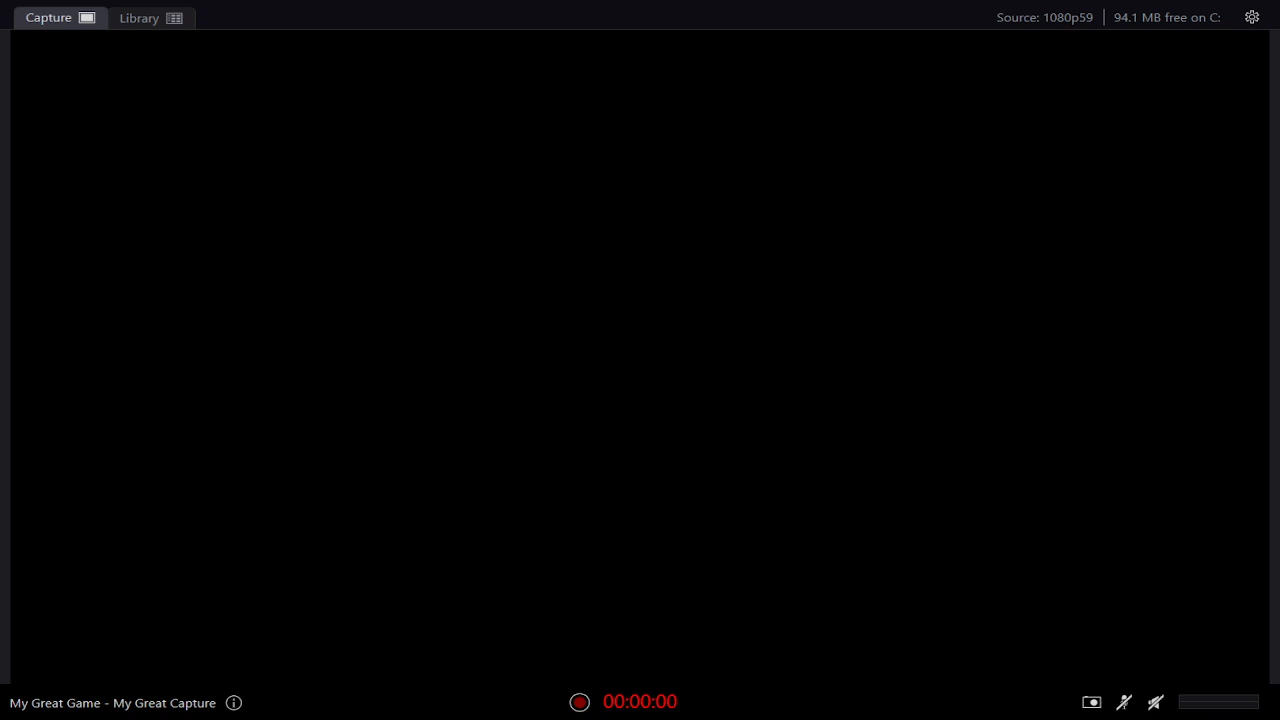 Capture
Library
Source: 1080p59
94.1 MB free on C:
My Great Game - My Great Capture
00:00:00